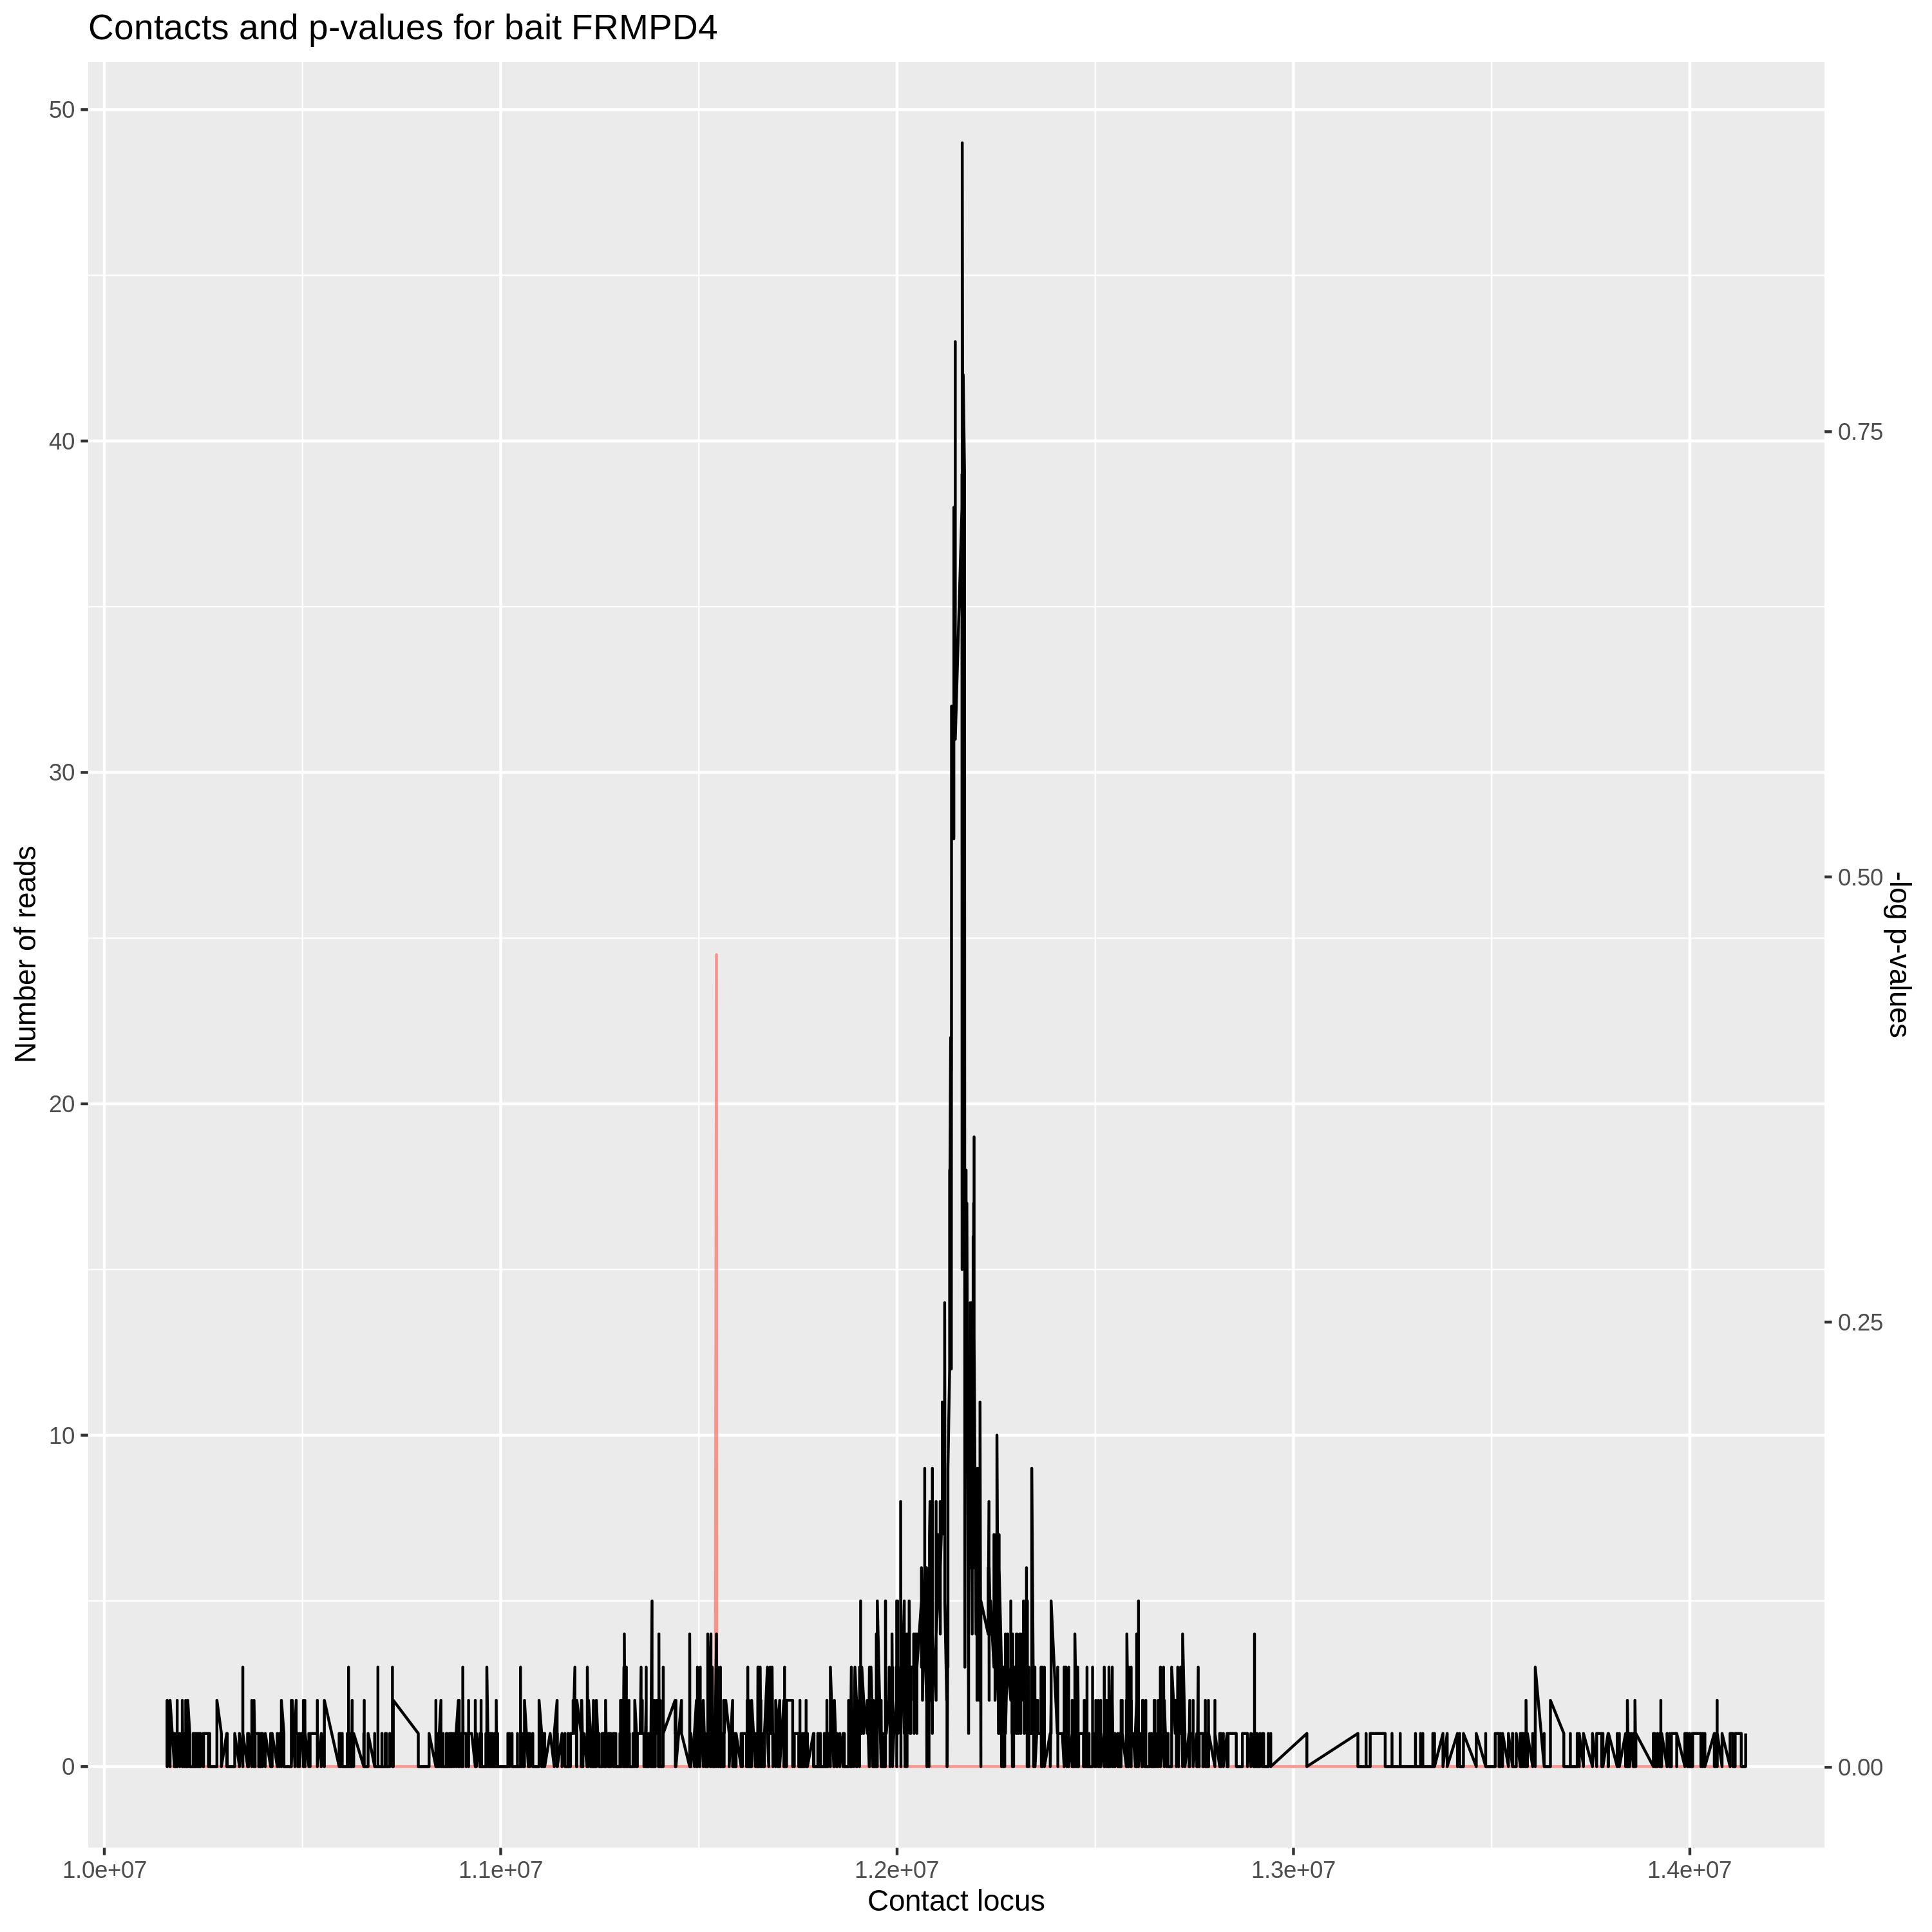 Contacts and p-values for bait FRMPD4
50
40
30
20
10
0
Number of reads
0.75
0.50
0.25
0.00
-log p-values
1.0e+07
1.1e+07
1.2e+07
1.3e+07
1.4e+07
Contact locus